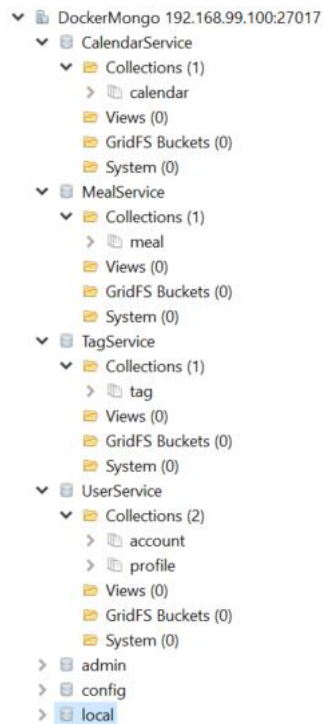 DockerMongo 192.168.99.100:27017
CalendarService
Collections (1)
calendar
Views (0)
GridFS Buckets (0)
System (0)
MealService
Collections (1)
meal
Views (0)
GridFS Buckets (0)
System (0)
TagService
Collections (1)
tag
Views (0)
GridFS Buckets (0)
System (0)
UserService
Collections (2)
account
profile
Views (0)
GridFS Buckets (0)
System (0)
admin
config
local